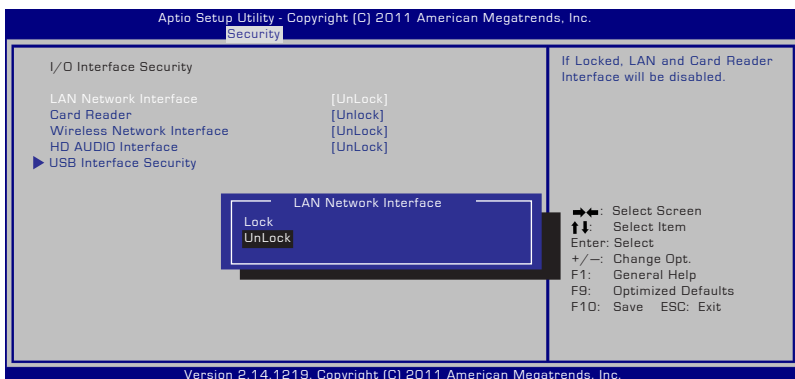 Aptio Setup Utility - Copyright (C) 2011 American Megatrends, Inc.
Security
I/O Interface Security
LAN Network Interface [UnLock]
Card Reader [Unlock]
Wireless Network Interface [UnLock]
HD AUDIO Interface [UnLock]
USB Interface Security
If Locked, LAN and Card Reader
Interface will be disabled.
LAN Network Interface
Lock
UnLock
→←: Select Screen
↑↓: Select Item
Enter: Select
+/—: Change Opt.
F1: General Help
F9: Optimized Defaults
F10: Save ESC: Exit
Version 2.14.1219. Copyright (C) 2011 American Megatrends, Inc.